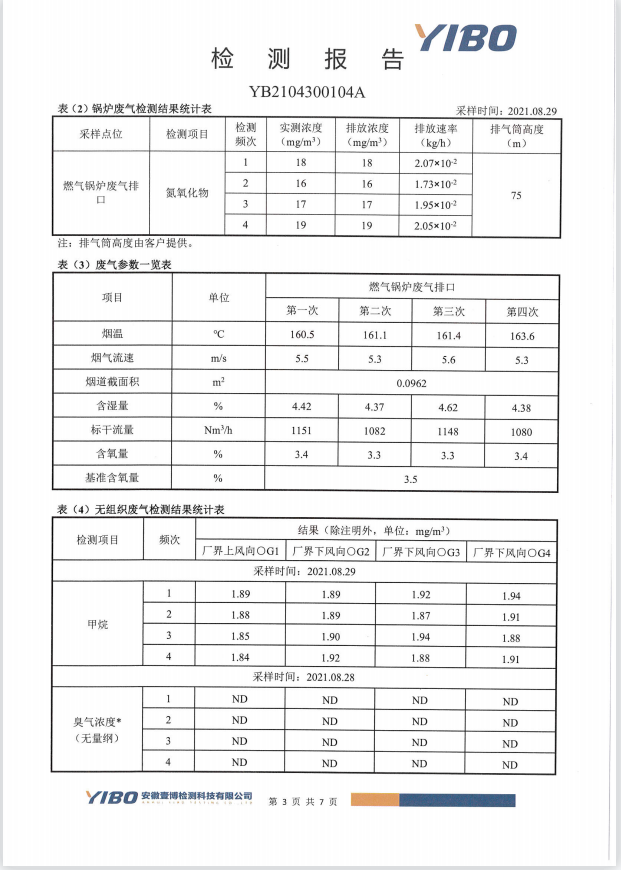 YIBO
检 测 报 告
YB2104300104A
表（2）锅炉废气检测结果统计表 采样时间：2021.08.29
采样点位 检测项目 检测频次 实测浓度（mg/m³） 排放浓度（mg/m³） 排放速率（kg/h） 排气筒高度（m）
燃气锅炉废气排口 氮氧化物 1 18 18 2.07×10⁻² 75
2 16 16 1.73×10⁻²
3 17 17 1.95×10⁻²
4 19 19 2.05×10⁻²
注：排气筒高度由客户提供。
表（3）废气参数一览表
项目 单位 燃气锅炉废气排口
第一次 第二次 第三次 第四次
烟温 ℃ 160.5 161.1 161.4 163.6
烟气流速 m/s 5.5 5.3 5.6 5.3
烟道截面积 m² 0.0962
含湿量 % 4.42 4.37 4.62 4.38
标干流量 Nm³/h 1151 1082 1148 1080
含氧量 % 3.4 3.3 3.3 3.4
基准含氧量 % 3.5
表（4）无组织废气检测结果统计表
检测项目 频次 结果（除注明外，单位：mg/m³）
厂界上风向〇G1 厂界下风向〇G2 厂界下风向〇G3 厂界下风向〇G4
采样时间：2021.08.29
甲烷 1 1.89 1.89 1.92 1.94
2 1.88 1.89 1.87 1.91
3 1.85 1.90 1.94 1.88
4 1.84 1.92 1.88 1.91
采样时间：2021.08.28
臭气浓度*（无量纲） 1 ND ND ND ND
2 ND ND ND ND
3 ND ND ND ND
4 ND ND ND ND
YIBO 安徽壹博检测科技有限公司 第 3 页 共 7 页